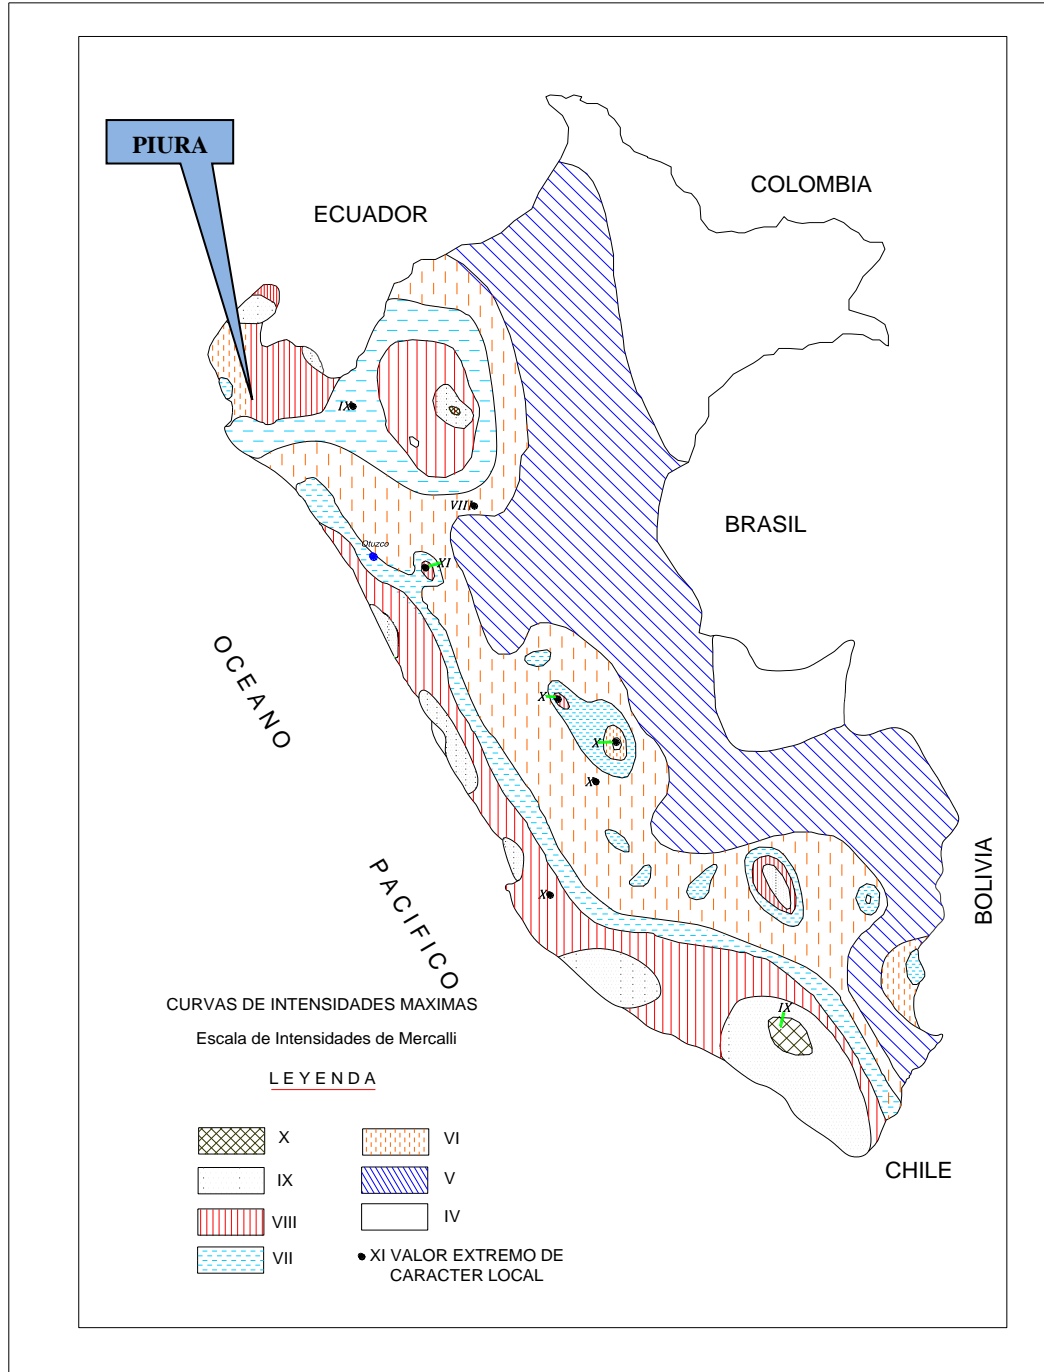 PIURA
COLOMBIA
ECUADOR
IX
VIII
BRASIL
Otuzco
XI
OCEANO
X
X
X
BOLIVIA
PACIFICO
X
IX
CURVAS DE INTENSIDADES MAXIMAS
Escala de Intensidades de Mercalli
LEYENDA
X
VI
IX
V
VIII
IV
VII
XI VALOR EXTREMO DE
CARACTER LOCAL
CHILE